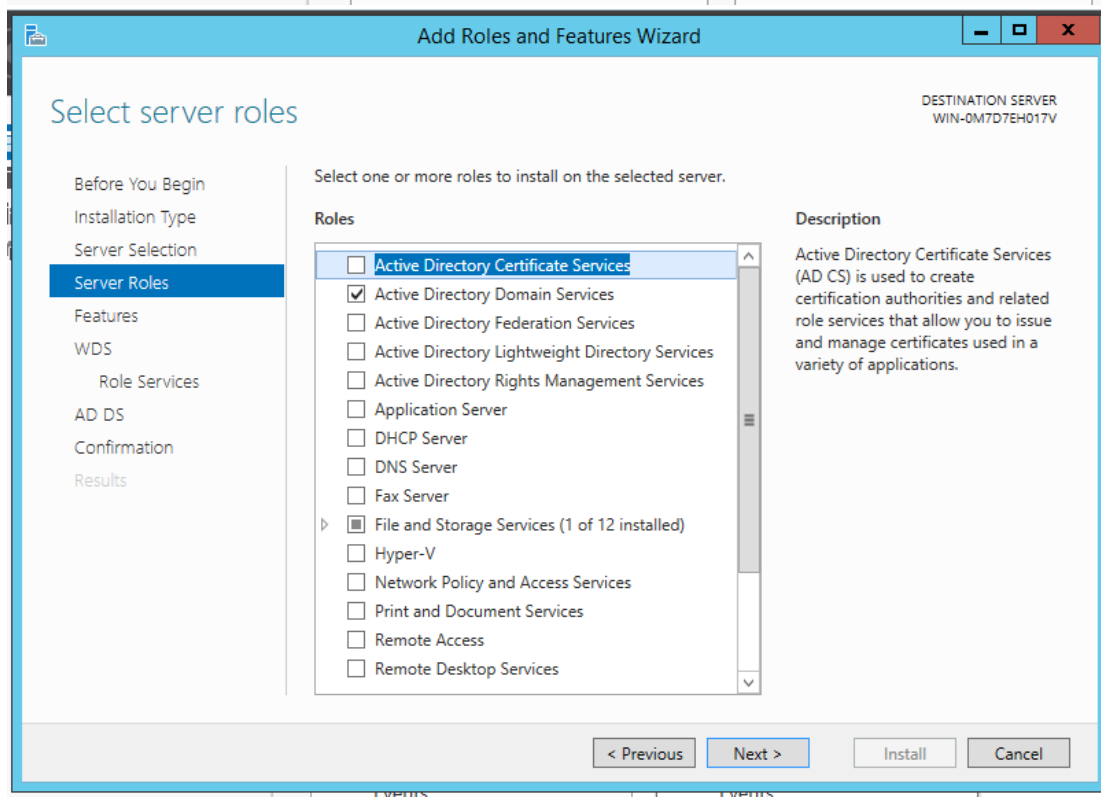 Add Roles and Features Wizard
Select server roles
DESTINATION SERVER
WIN-0M7D7EH017V
Before You Begin
Installation Type
Server Selection
Server Roles
Features
WDS
Role Services
AD DS
Confirmation
Results
Select one or more roles to install on the selected server.
Roles
Active Directory Certificate Services
Active Directory Domain Services
Active Directory Federation Services
Active Directory Lightweight Directory Services
Active Directory Rights Management Services
Application Server
DHCP Server
DNS Server
Fax Server
File and Storage Services (1 of 12 installed)
Hyper-V
Network Policy and Access Services
Print and Document Services
Remote Access
Remote Desktop Services
Description
Active Directory Certificate Services
(AD CS) is used to create
certification authorities and related
role services that allow you to issue
and manage certificates used in a
variety of applications.
< Previous
Next >
Install
Cancel
Events
Events